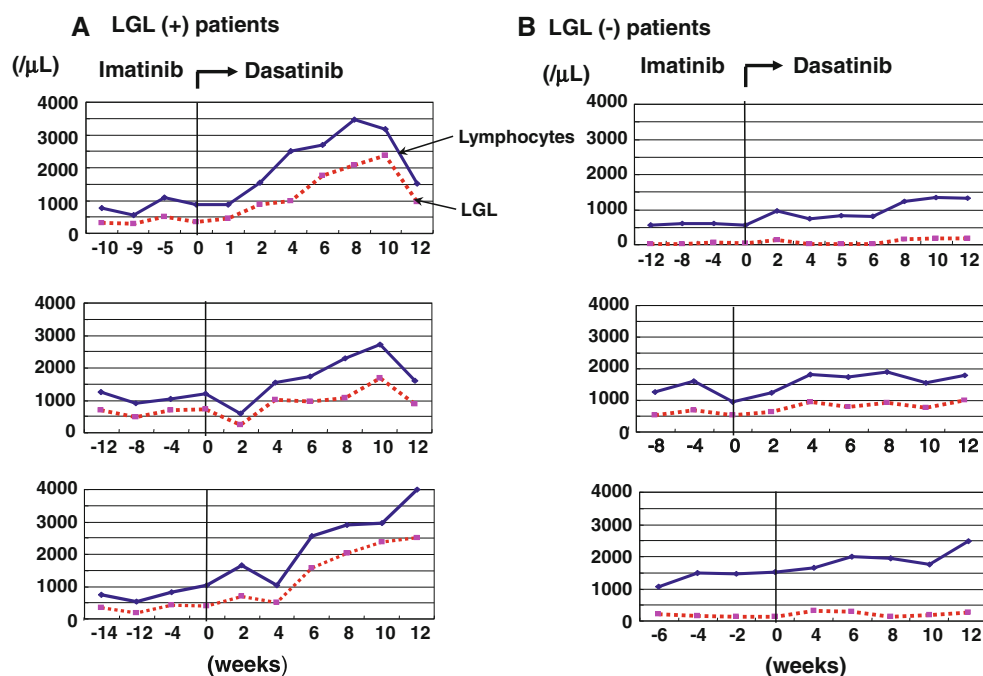 A LGL (+) patients
(/μL) Imatinib Dasatinib
4000
3000
2000
1000
0
Lymphocytes
LGL
-10 -9 -5 0 1 2 4 6 8 10 12
4000
3000
2000
1000
0
-12 -8 -4 0 2 4 6 8 10 12
4000
3000
2000
1000
0
-14 -12 -4 0 2 4 6 8 10 12
(weeks)
B LGL (-) patients
(/μL) Imatinib Dasatinib
4000
3000
2000
1000
0
-12 -8 -4 0 2 4 5 6 8 10 12
4000
3000
2000
1000
0
-8 -4 0 2 4 6 8 10 12
4000
3000
2000
1000
0
-6 -4 -2 0 4 6 8 10 12
(weeks)